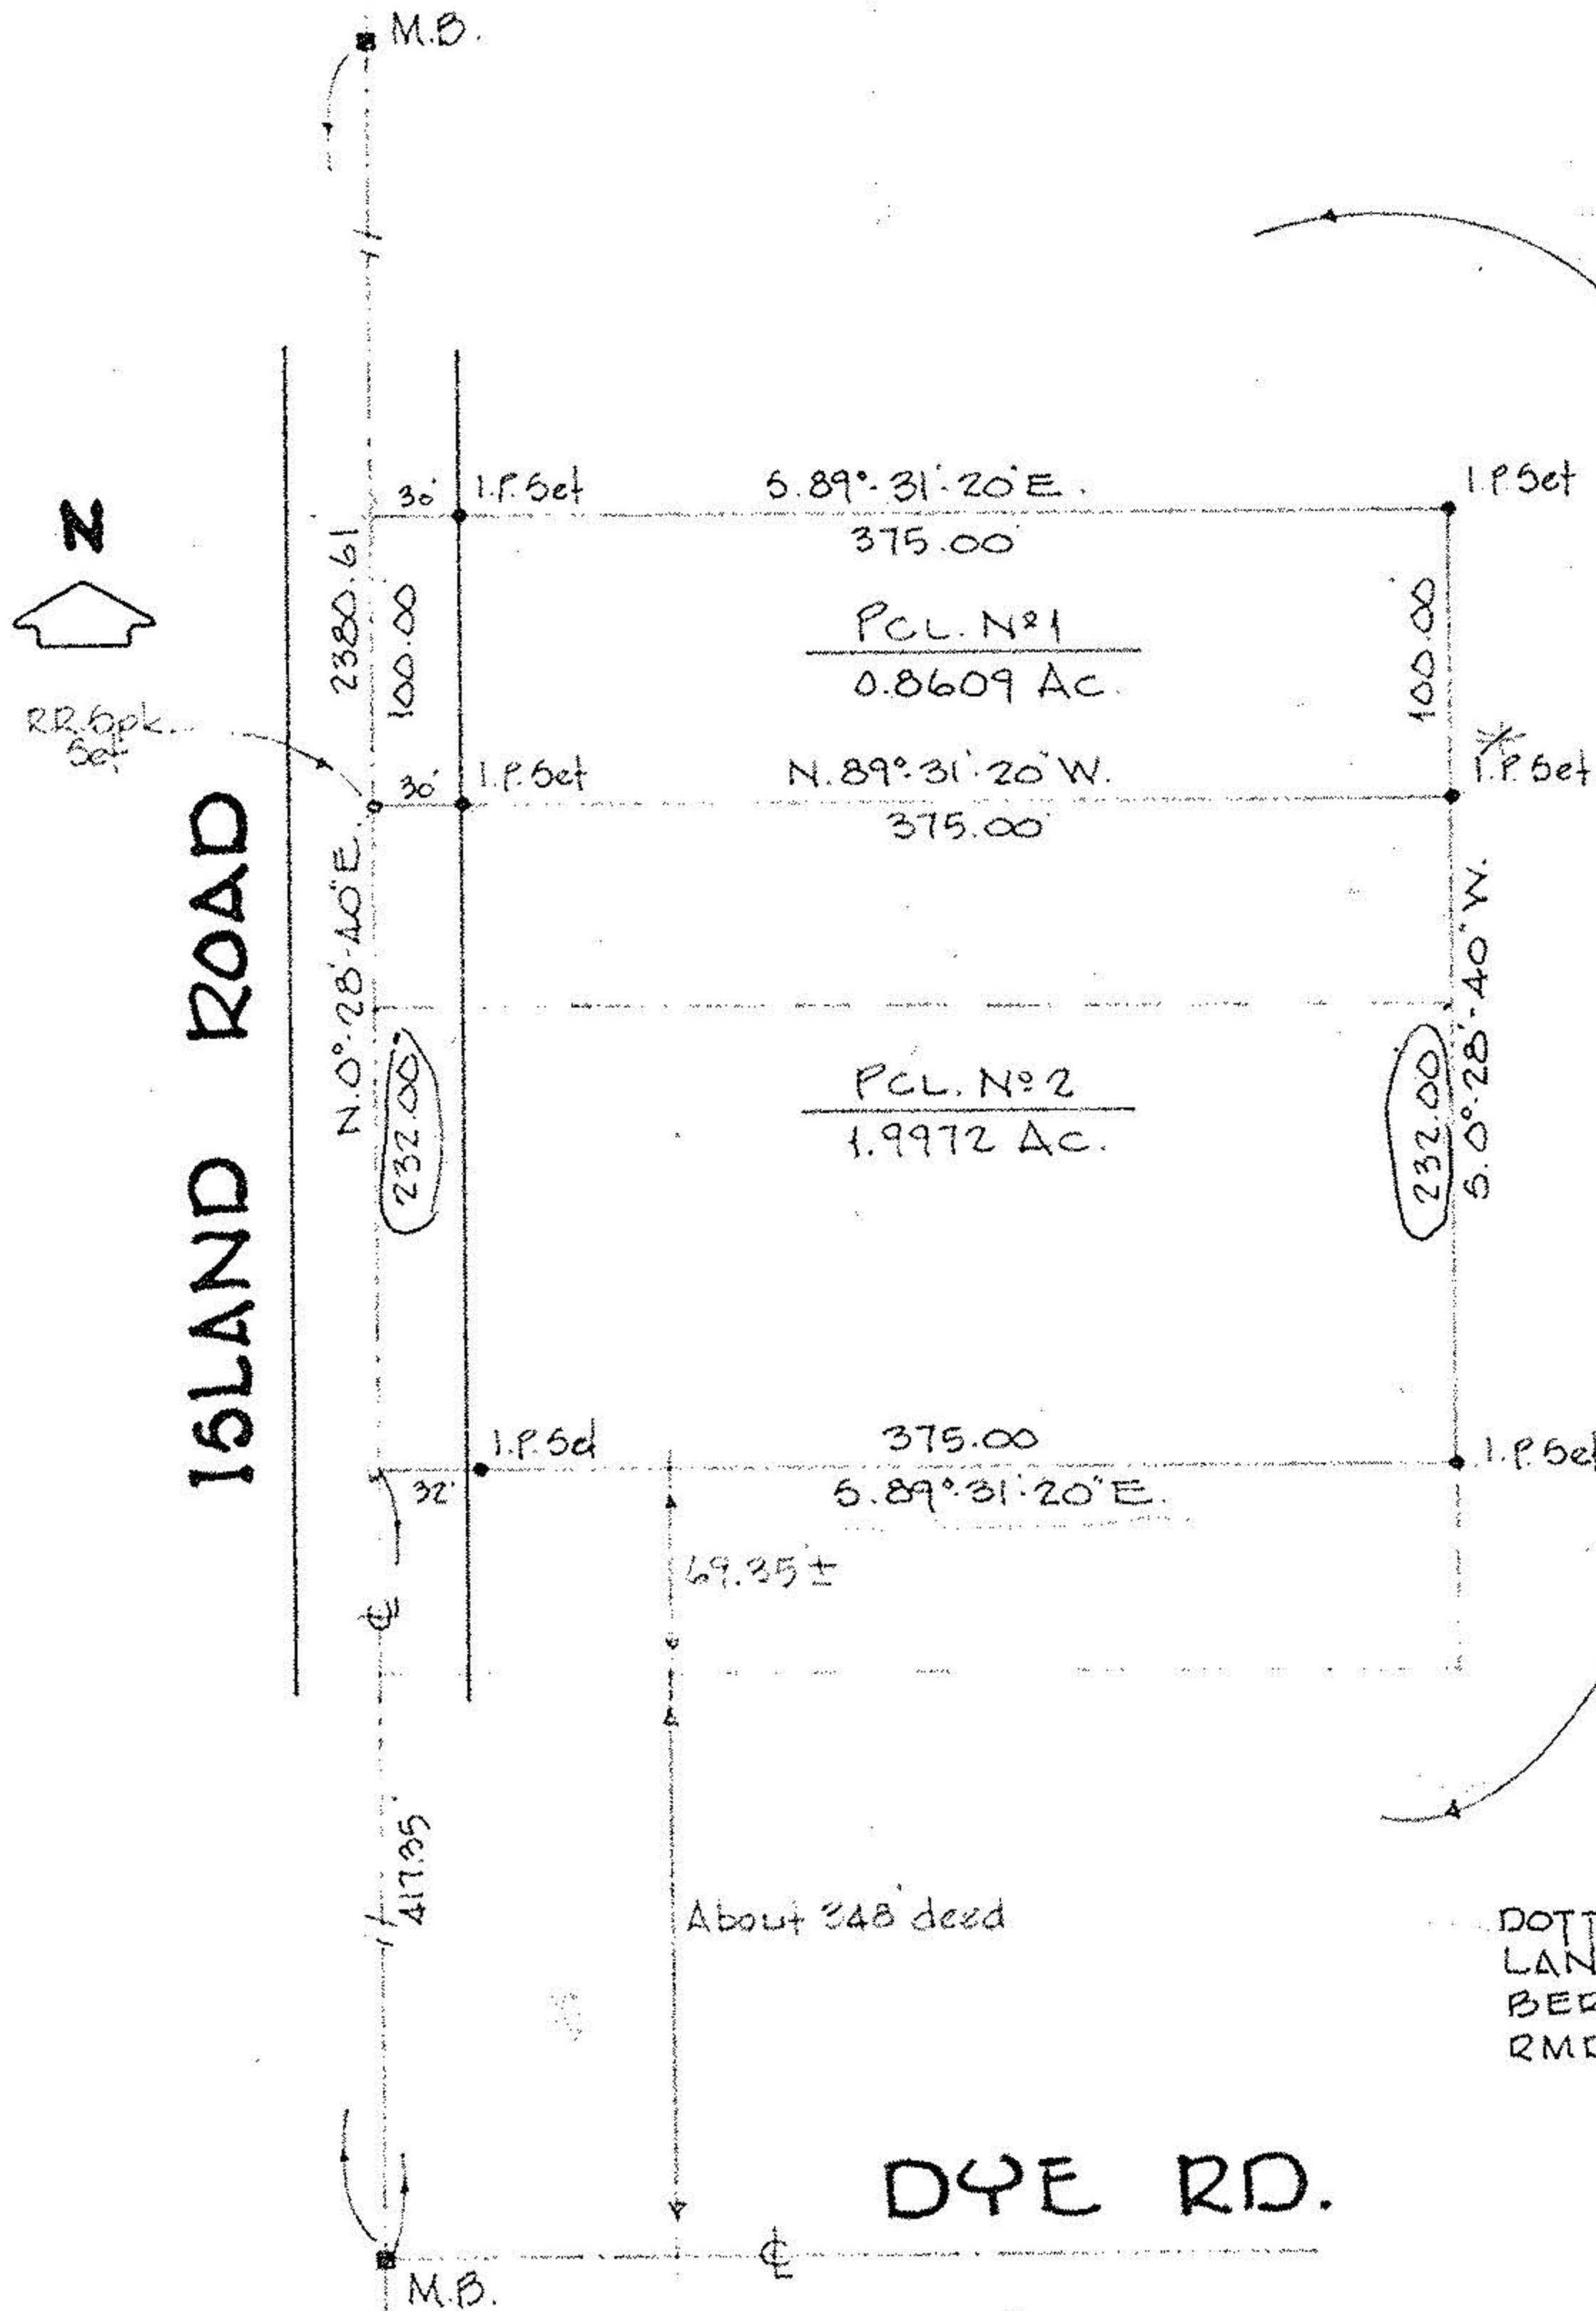 M.B.
N
30'
I.P. Set
S.89°-31'-20"E.
375.00'
I.P. Set
2380.61
100.00
PCL. Nº1
0.8609 AC.
100.00
RR.Spk.
Set
30'
I.P. Set
N.89°-31'-20"W.
375.00'
I.P. Set
ISLAND ROAD
N.0°-28'-40"E.
232.00'
PCL. Nº2
1.9972 AC.
232.00
S.0°-28'-40"W.
32'
I.P. Set
375.00
S.89°-31'-20"E.
I.P. Set
69.35'±
℄
417.35'
About 348' deed
DOTT
LAN
BER
DYE RD.
℄
M.B.